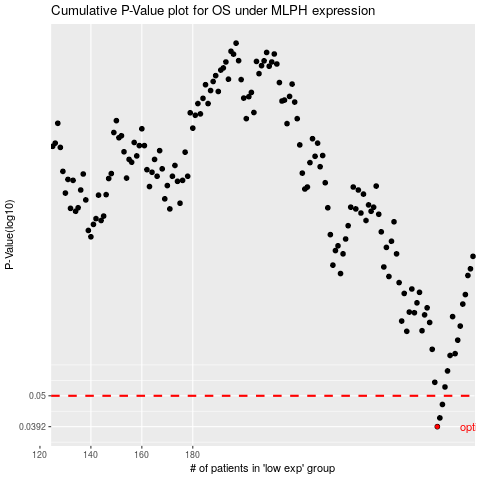 Cumulative P-Value plot for OS under MLPH expression
P-Value(log10)
0.05
0.0392
opti
120 140 160 180
# of patients in 'low exp' group